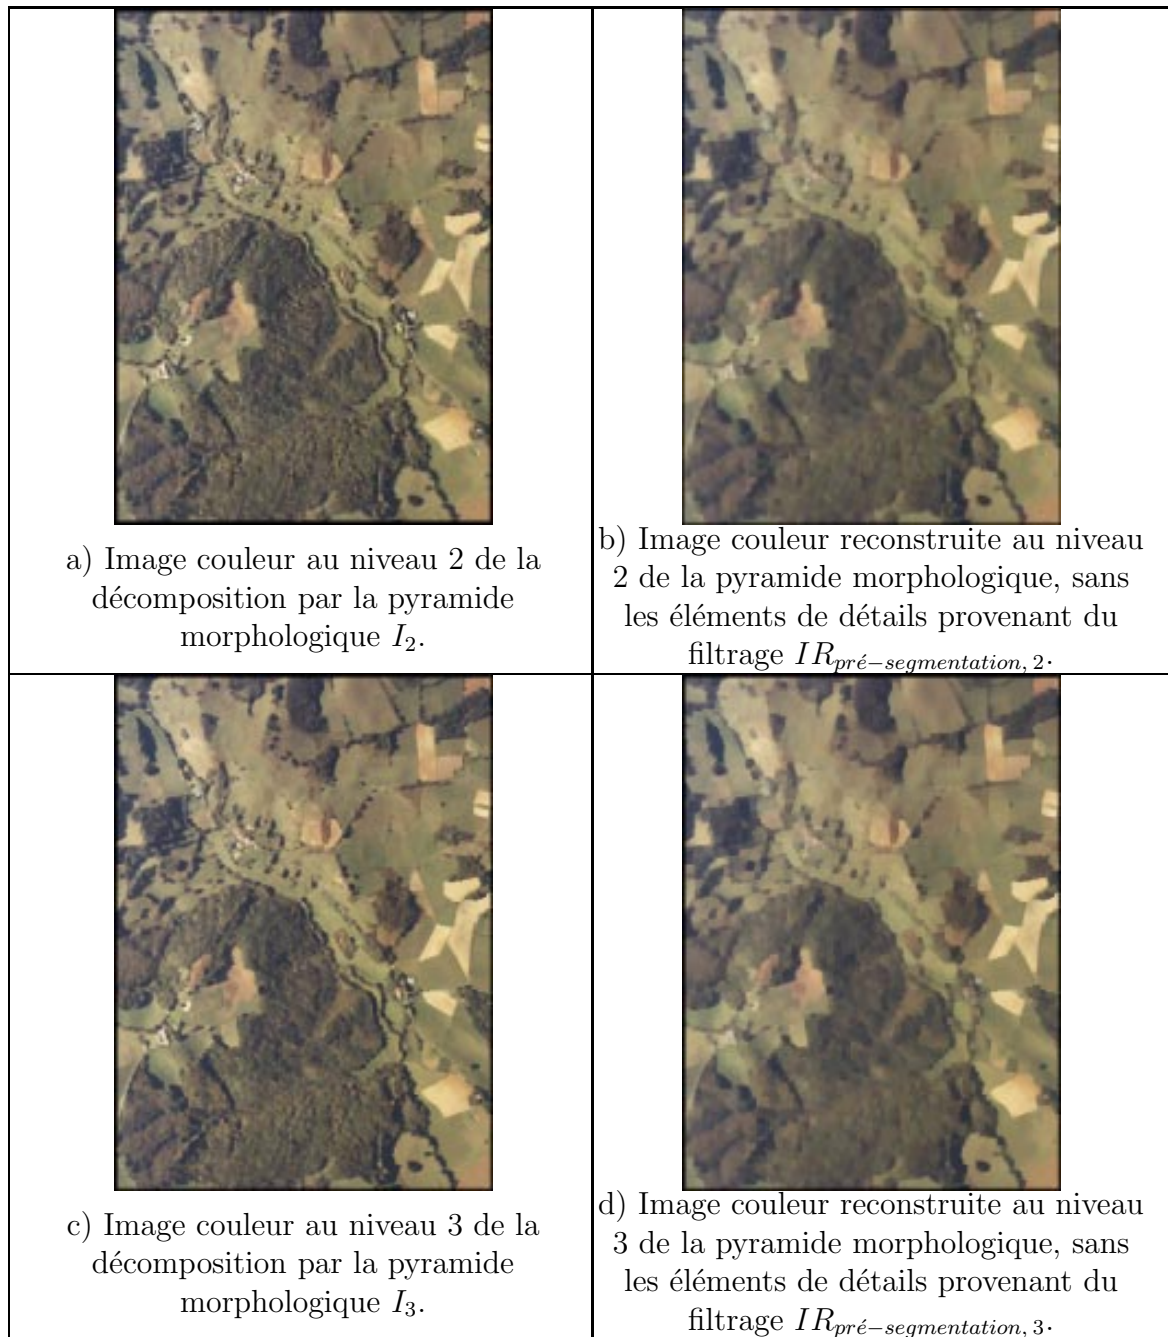 a) Image couleur au niveau 2 de la
décomposition par la pyramide
morphologique I₂.
b) Image couleur reconstruite au niveau
2 de la pyramide morphologique, sans
les éléments de détails provenant du
filtrage IR_pré−segmentation, 2.
c) Image couleur au niveau 3 de la
décomposition par la pyramide
morphologique I₃.
d) Image couleur reconstruite au niveau
3 de la pyramide morphologique, sans
les éléments de détails provenant du
filtrage IR_pré−segmentation, 3.